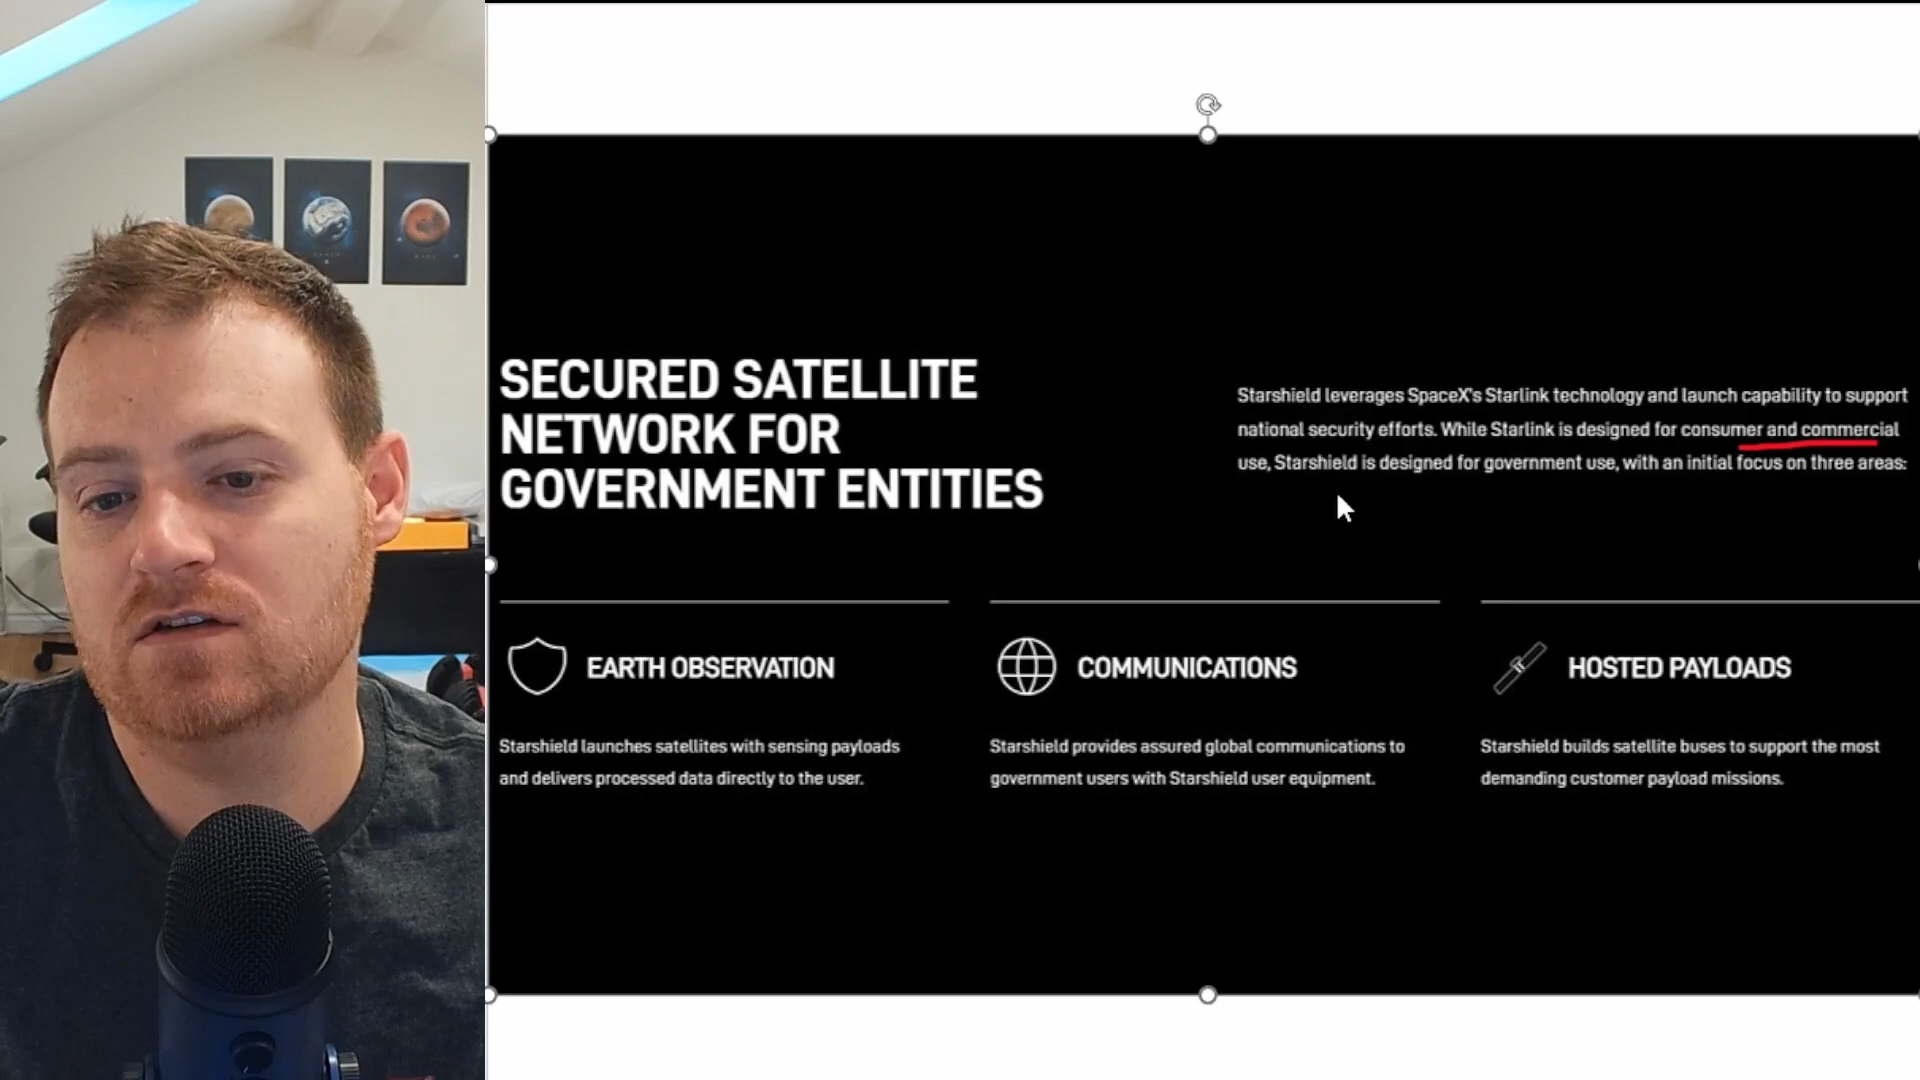 SECURED SATELLITE
NETWORK FOR
GOVERNMENT ENTITIES
Starshield leverages SpaceX's Starlink technology and launch capability to support
national security efforts. While Starlink is designed for consumer and commercial
use, Starshield is designed for government use, with an initial focus on three areas:
EARTH OBSERVATION
Starshield launches satellites with sensing payloads
and delivers processed data directly to the user.
COMMUNICATIONS
Starshield provides assured global communications to
government users with Starshield user equipment.
HOSTED PAYLOADS
Starshield builds satellite buses to support the most
demanding customer payload missions.